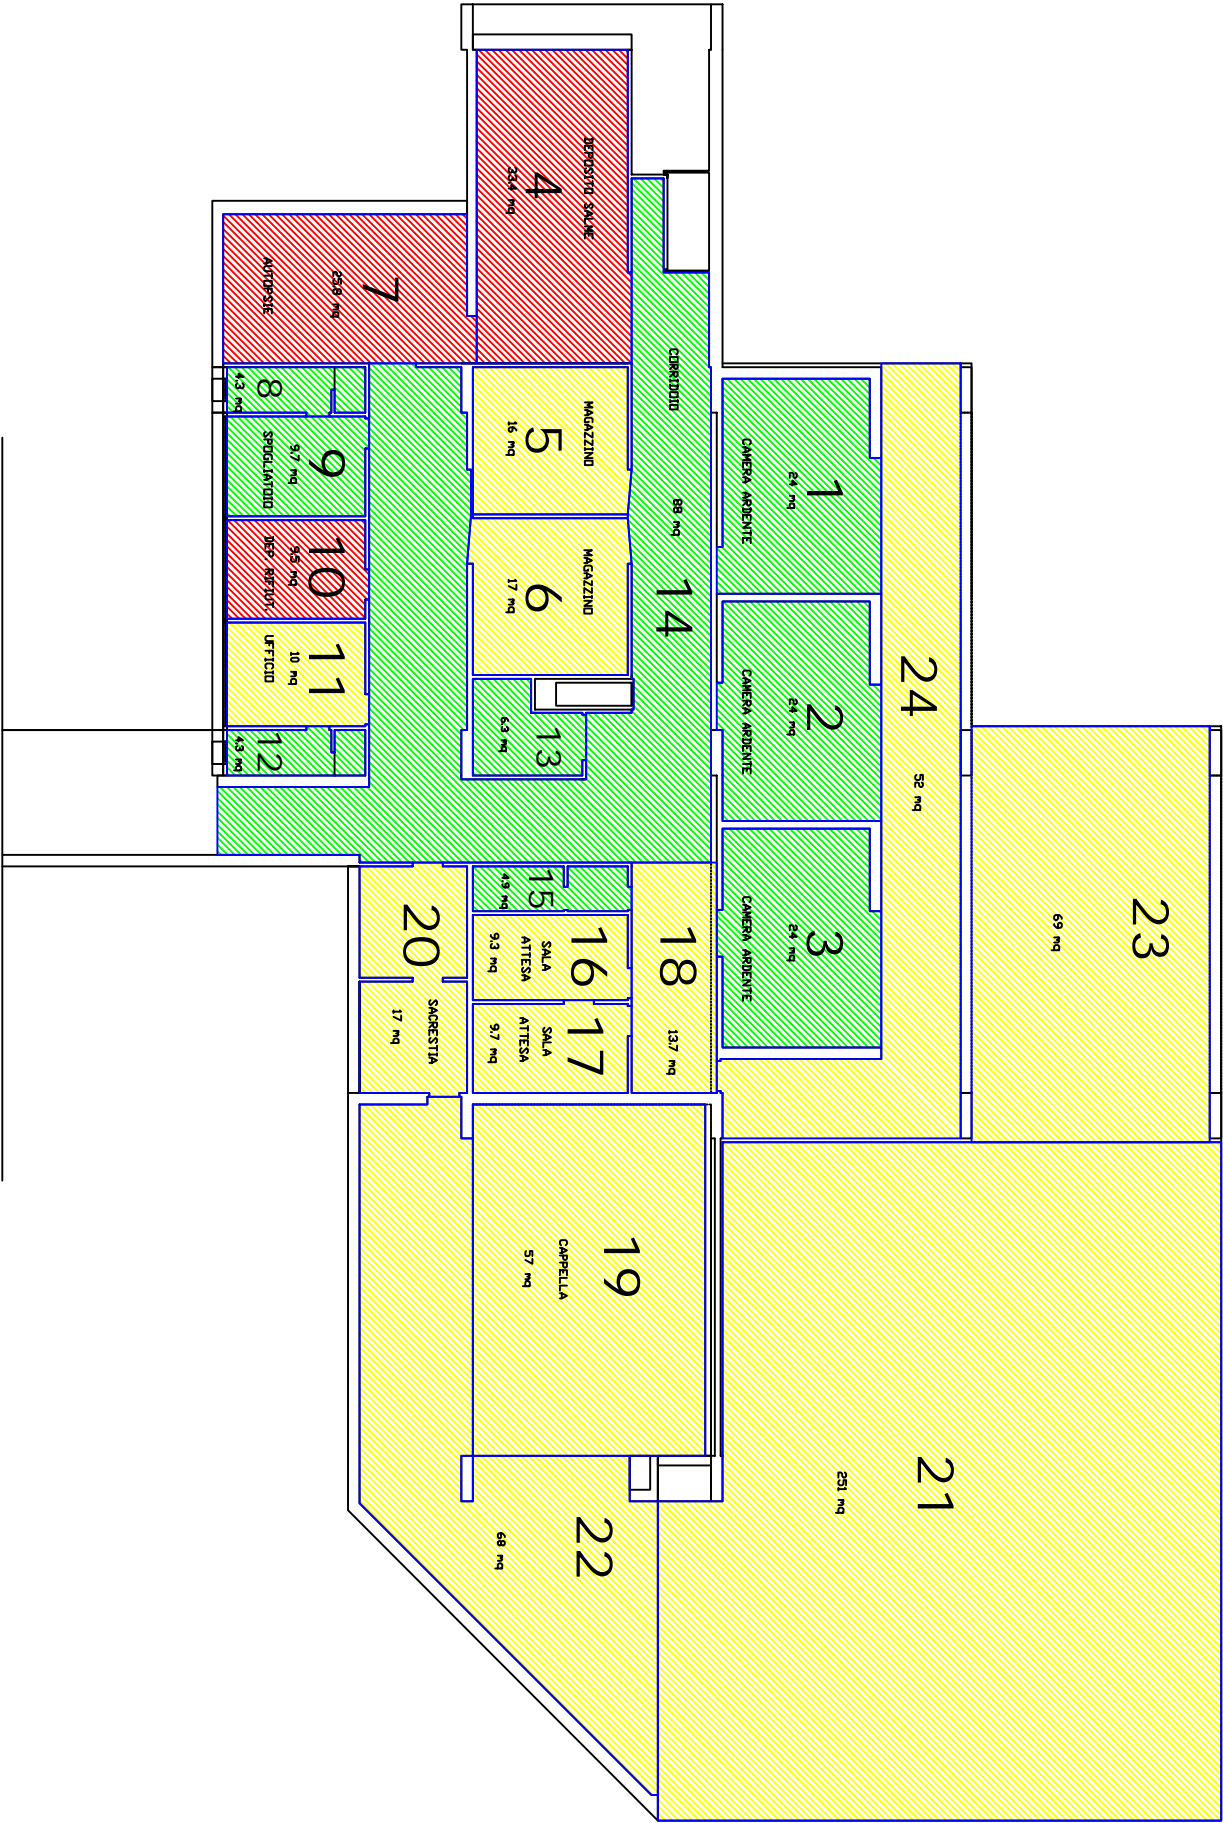 4
DEPOSITO SALME
33.4 mq
7
25.8 mq
AUTOPSIE
8
4.3 mq
9
9.7 mq
SPOGLIATOIO
10
9.5 mq
DEP. RIFIUT.
11
10 mq
UFFICIO
12
4.3 mq
MAGAZZINO
5
16 mq
MAGAZZINO
6
17 mq
13
6.3 mq
CORRIDOIO
88 mq
14
1
24 mq
CAMERA ARDENTE
2
24 mq
CAMERA ARDENTE
3
24 mq
CAMERA ARDENTE
24
52 mq
23
69 mq
15
4.9 mq
16
SALA
ATTESA
9.3 mq
17
SALA
ATTESA
9.7 mq
18
13.7 mq
20
SACRESTIA
17 mq
19
CAPPELLA
57 mq
21
251 mq
22
68 mq